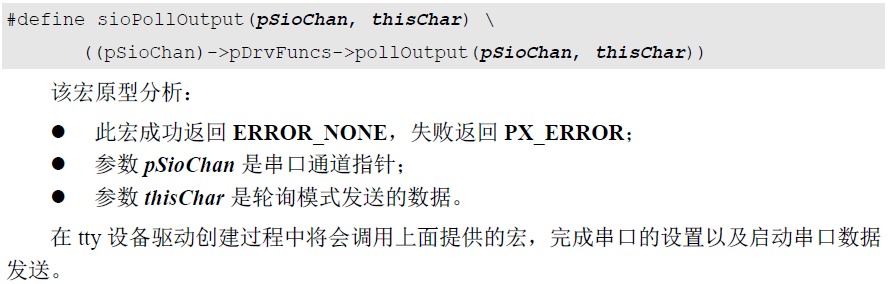 #define sioPollOutput(pSioChan, thisChar) \
((pSioChan)->pDrvFuncs->pollOutput(pSioChan, thisChar))
该宏原型分析：
● 此宏成功返回 ERROR_NONE，失败返回 PX_ERROR；
● 参数 pSioChan 是串口通道指针；
● 参数 thisChar 是轮询模式发送的数据。
在 tty 设备驱动创建过程中将会调用上面提供的宏，完成串口的设置以及启动串口数据
发送。